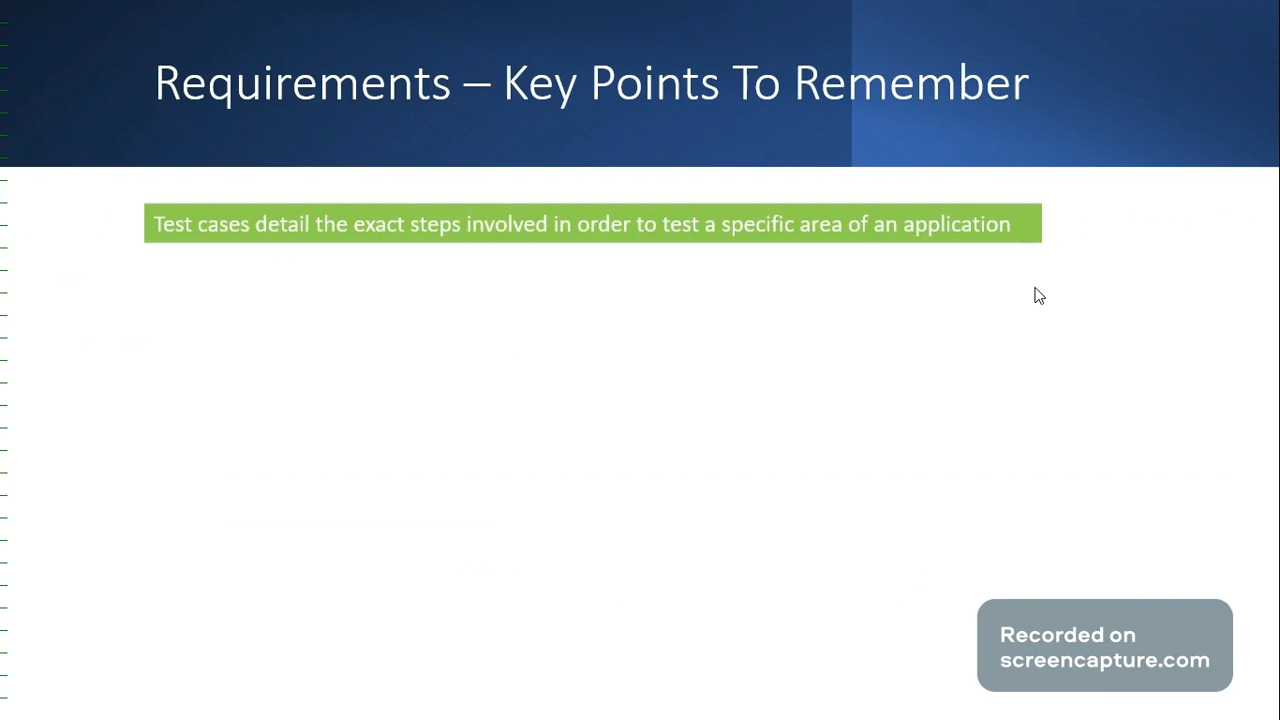 Requirements – Key Points To Remember
Test cases detail the exact steps involved in order to test a specific area of an application
Recorded on
screencapture.com